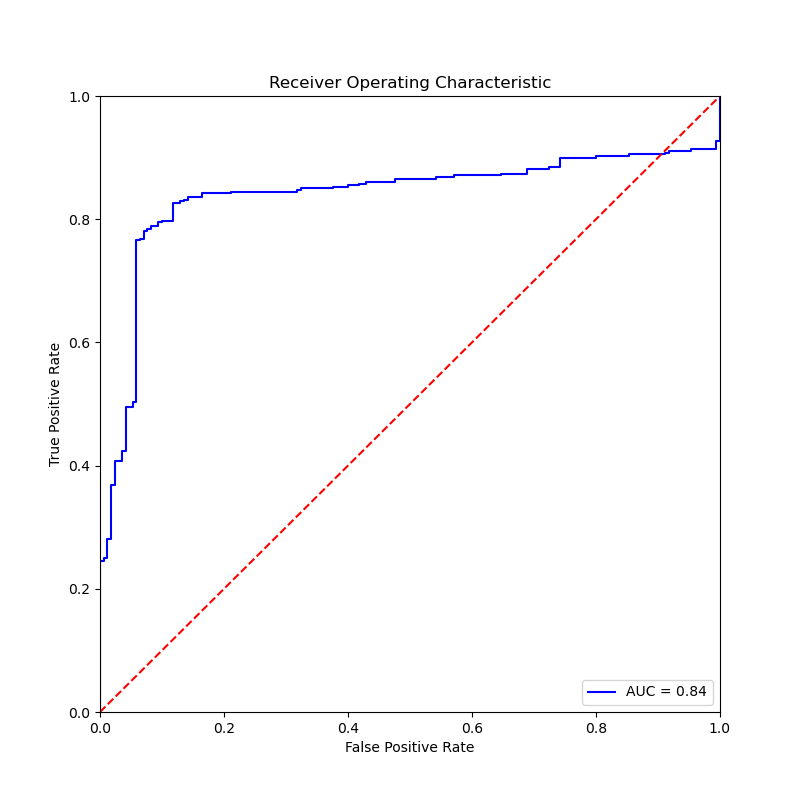 Receiver Operating Characteristic
1.0
0.8
0.6
0.4
0.2
0.0
True Positive Rate
AUC = 0.84
0.0 0.2 0.4 0.6 0.8 1.0
False Positive Rate